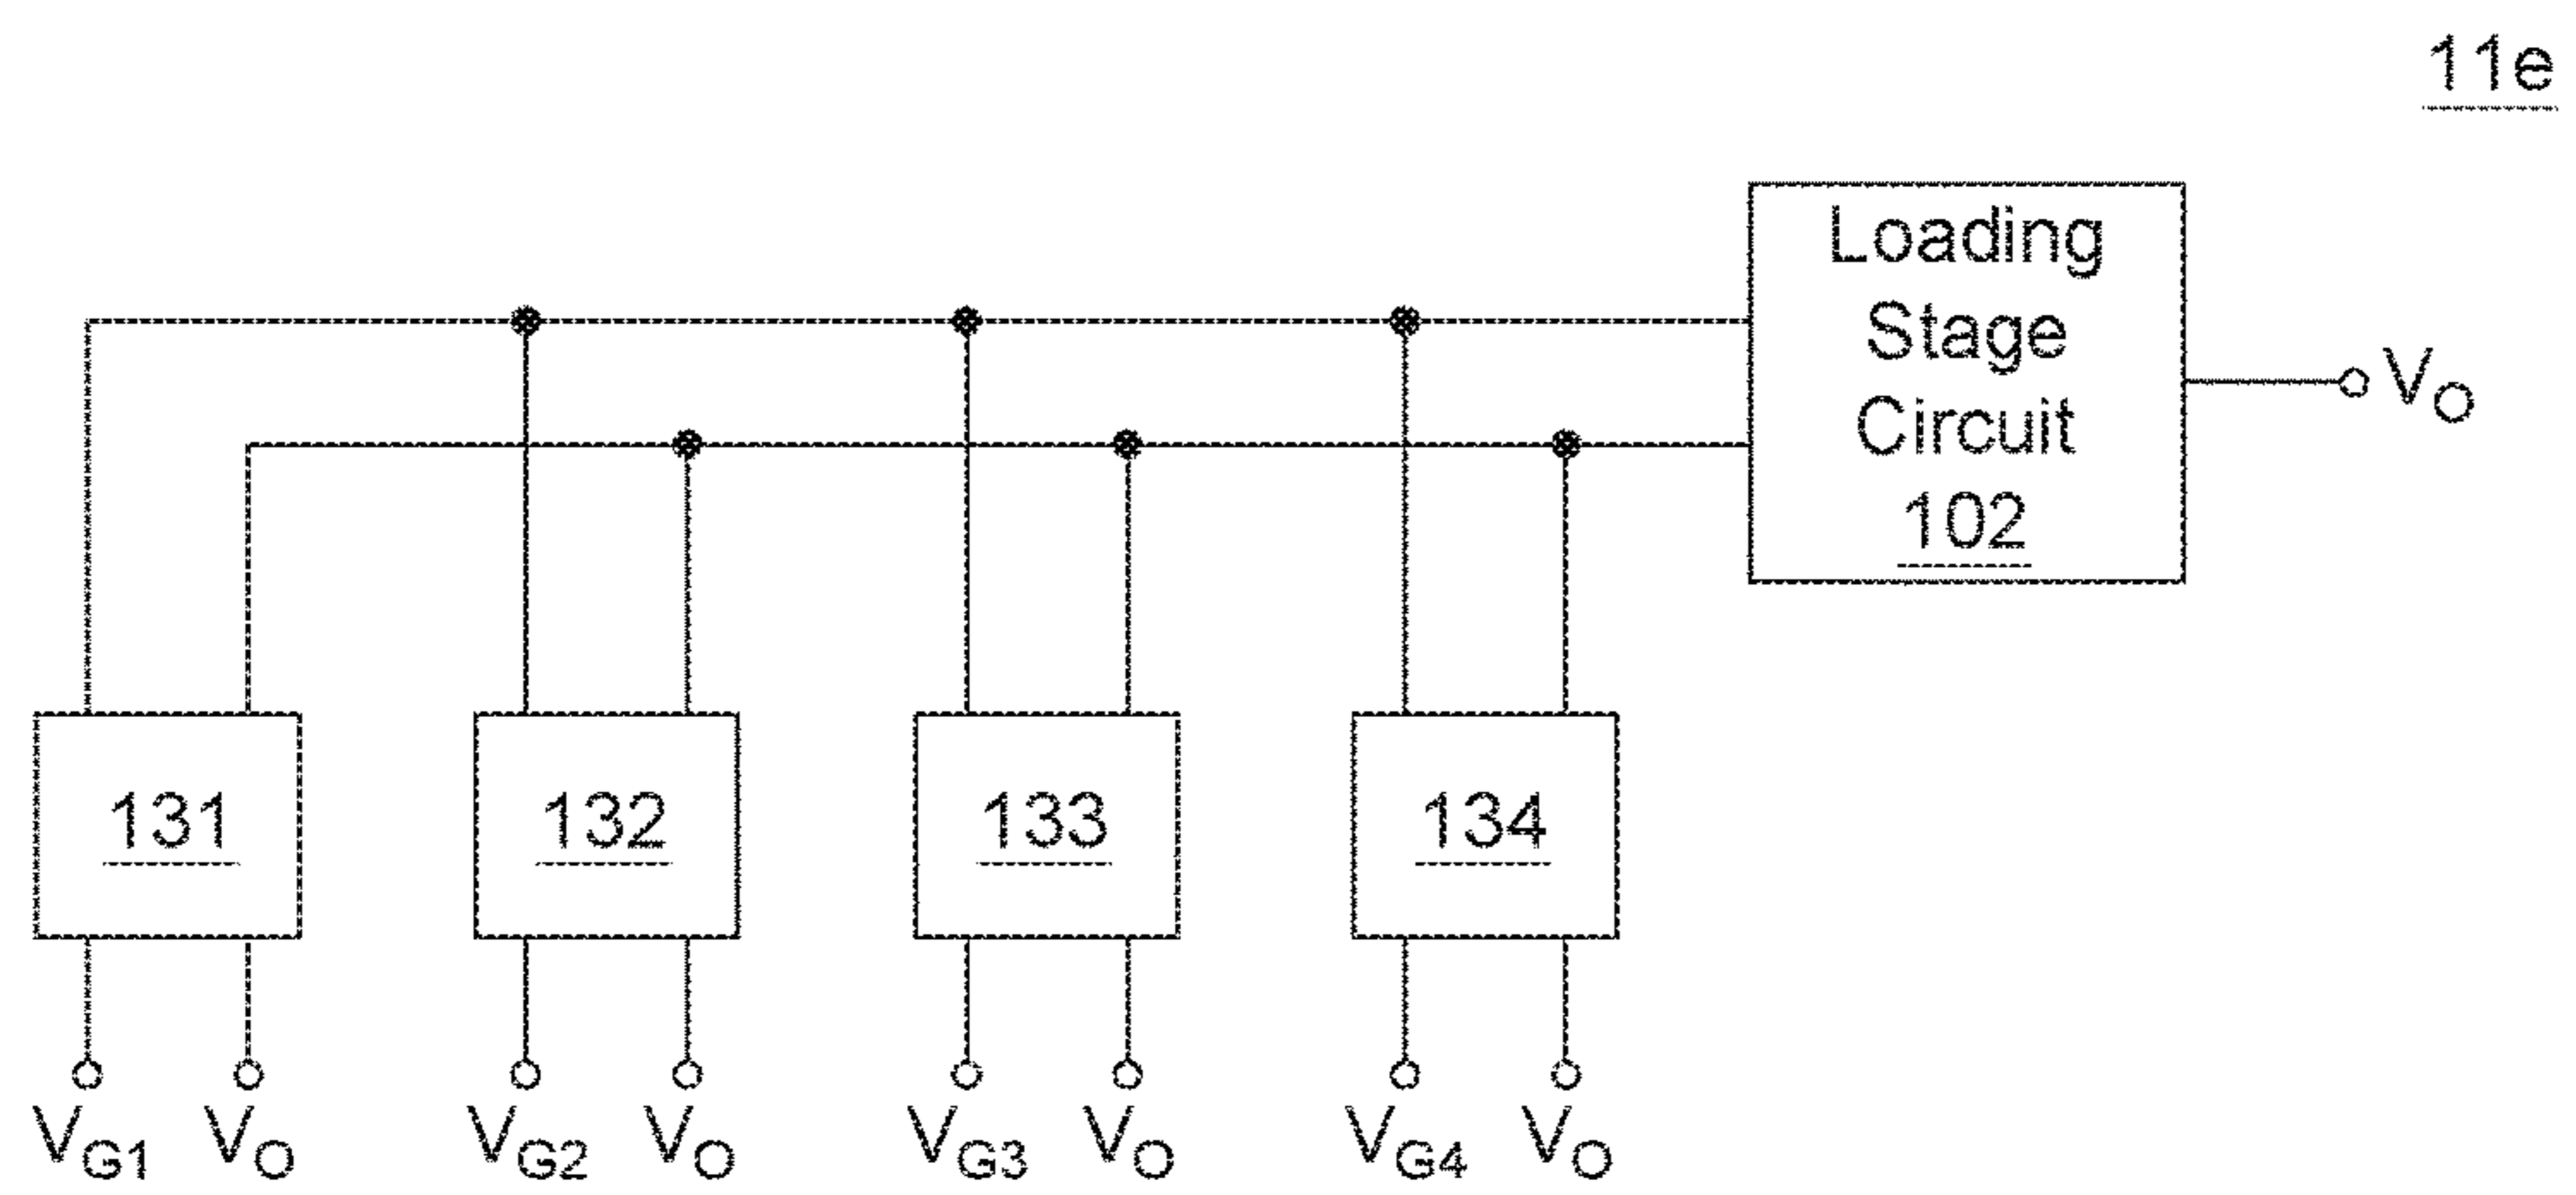 11e
Loading
Stage
Circuit
102
VO
131 132 133 134
VG1 VO VG2 VO VG3 VO VG4 VO